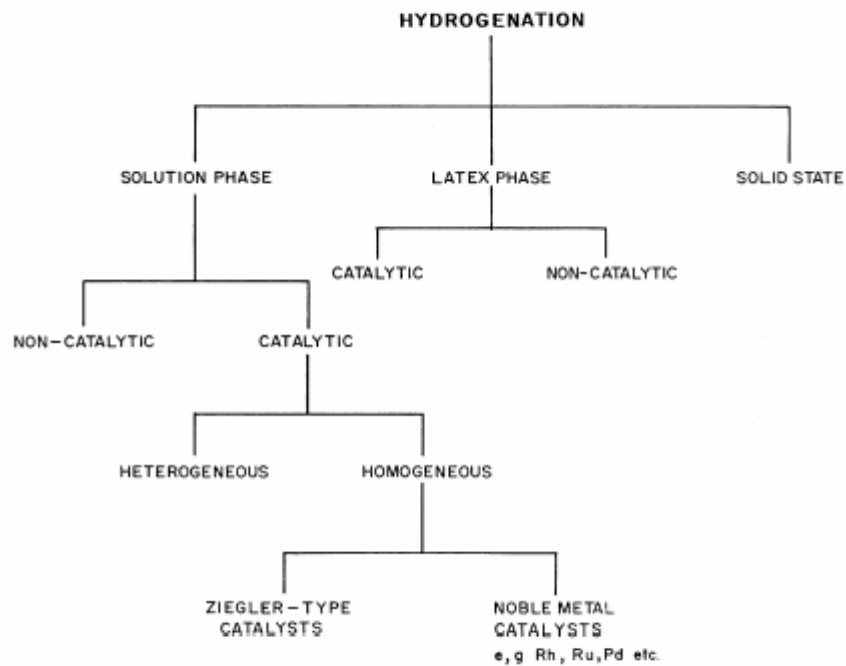 HYDROGENATION
SOLUTION PHASE
LATEX PHASE
SOLID STATE
CATALYTIC
NON-CATALYTIC
NON-CATALYTIC
CATALYTIC
HETEROGENEOUS
HOMOGENEOUS
ZIEGLER-TYPE
CATALYSTS
NOBLE METAL
CATALYSTS
e,g Rh, Ru,Pd etc.